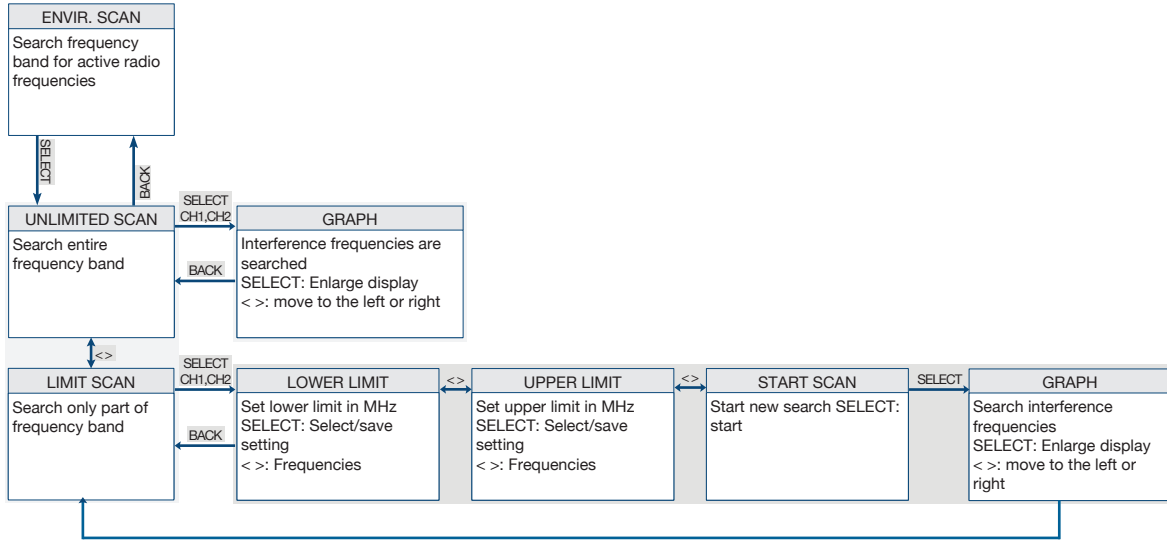 ENVIR. SCAN
Search frequency
band for active radio
frequencies
SELECT
BACK
UNLIMITED SCAN
Search entire
frequency band
SELECT
CH1,CH2
BACK
GRAPH
Interference frequencies are
searched
SELECT: Enlarge display
< >: move to the left or right
<>
LIMIT SCAN
Search only part of
frequency band
SELECT
CH1,CH2
BACK
LOWER LIMIT
Set lower limit in MHz
SELECT: Select/save
setting
< >: Frequencies
<>
UPPER LIMIT
Set upper limit in MHz
SELECT: Select/save
setting
< >: Frequencies
<>
START SCAN
Start new search SELECT:
start
SELECT
GRAPH
Search interference
frequencies
SELECT: Enlarge display
< >: move to the left or
right